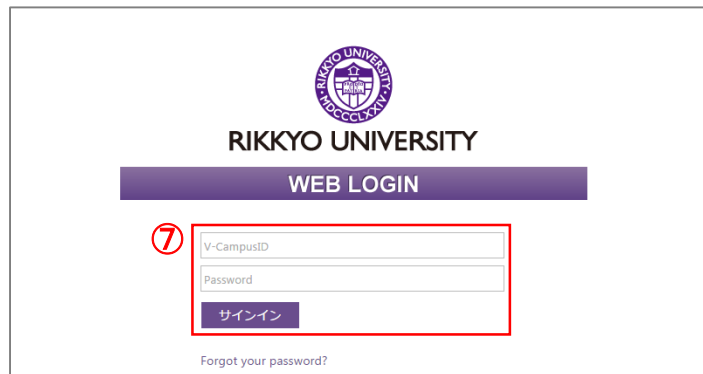 RIKKYO UNIVERSITY
MDCCCLXXIV
RIKKYO UNIVERSITY
WEB LOGIN
⑦
V-CampusID
Password
サインイン
Forgot your password?